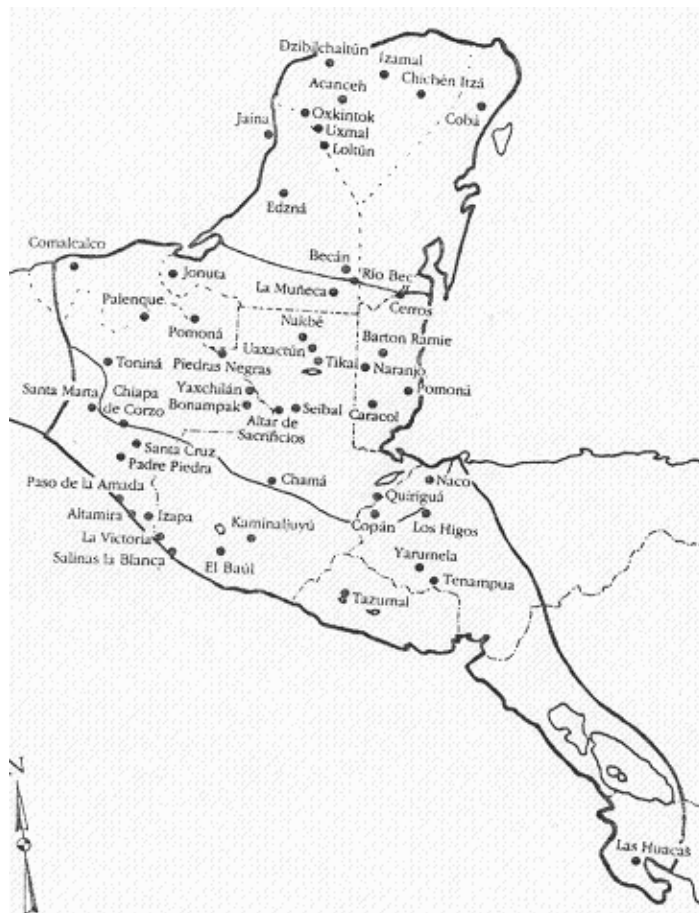 Dzibilchaltún
Izamal
Acanceh
Chichén Itzá
Oxkintok
Cobá
Jaina
Uxmal
Loltún
Edzná
Comalcalco
Becán
Jonuta
Río Bec
La Muñeca
Cerros
Palenque
Pomoná
Nakbé
Barton Ramie
Uaxactún
Tikal
Toniná
Piedras Negras
Naranjo
Yaxchilán
Pomoná
Santa Marta
Chiapa
de Corzo
Bonampak
Seibal
Caracol
Altar de
Sacrificios
Santa Cruz
Padre Piedra
Chamá
Naco
Paso de la Amada
Quiriguá
Altamira
Izapa
Kaminaljuyú
Copán
Los Higos
La Victoria
Salinas la Blanca
El Baúl
Yarumela
Tenampua
Tazumal
N
Las Huacas